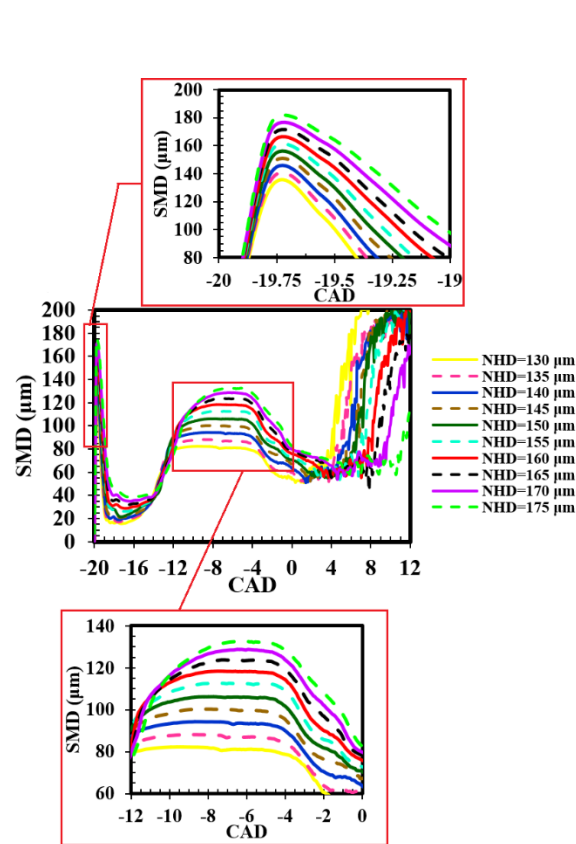 200
180
160
140
120
100
80
SMD (μm)
-20 -19.75 -19.5 -19.25 -19
CAD
200
180
160
140
120
100
80
60
40
20
0
SMD (μm)
-20 -16 -12 -8 -4 0 4 8 12
CAD
NHD=130 μm
NHD=135 μm
NHD=140 μm
NHD=145 μm
NHD=150 μm
NHD=155 μm
NHD=160 μm
NHD=165 μm
NHD=170 μm
NHD=175 μm
140
120
100
80
60
SMD (μm)
-12 -10 -8 -6 -4 -2 0
CAD